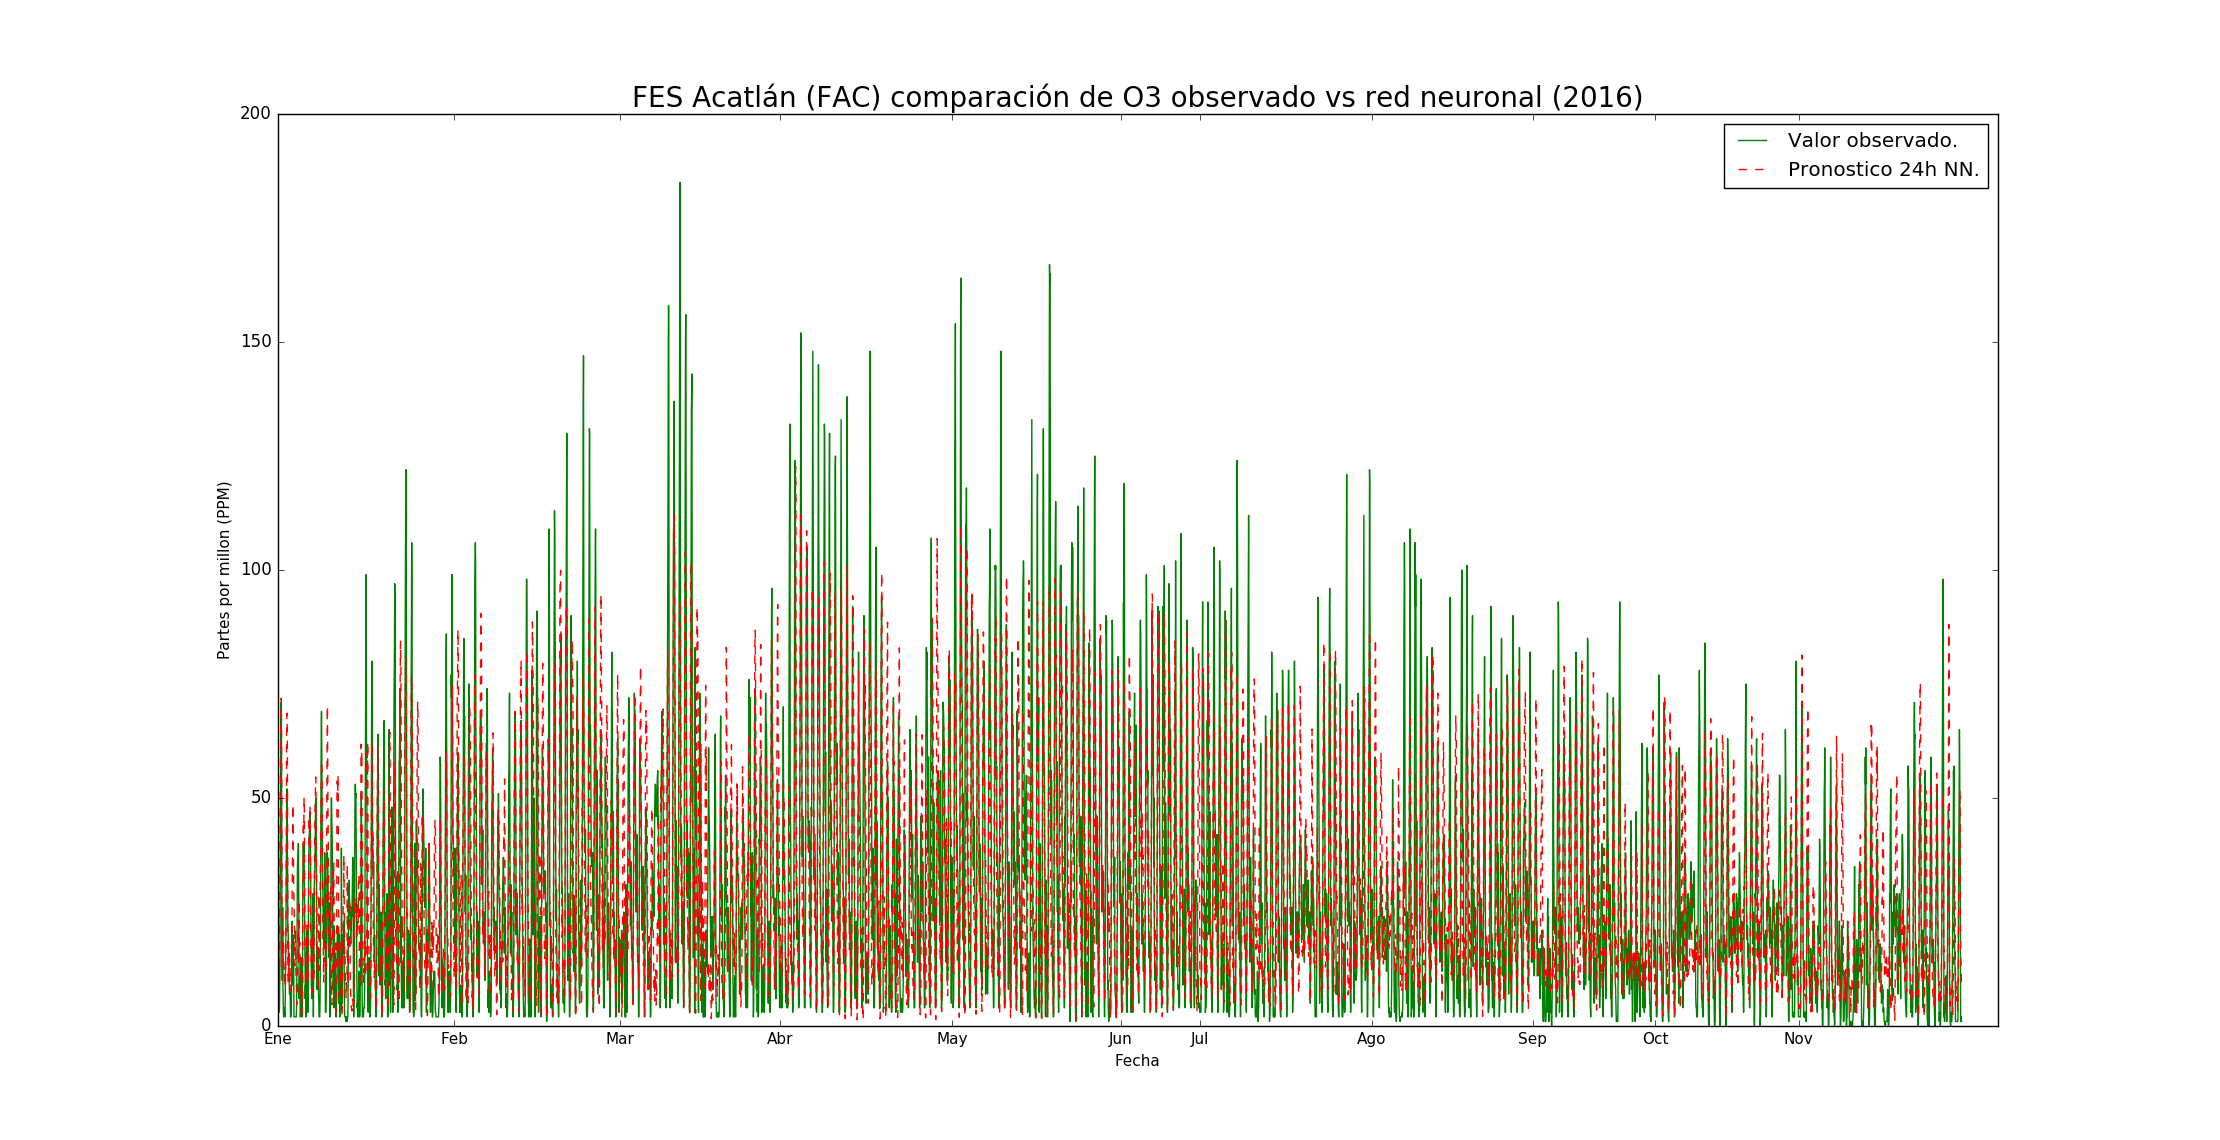 FES Acatlán (FAC) comparación de O3 observado vs red neuronal (2016)
Valor observado.
Pronostico 24h NN.
200
150
100
50
0
Partes por millon (PPM)
Ene Feb Mar Abr May Jun Jul Ago Sep Oct Nov
Fecha